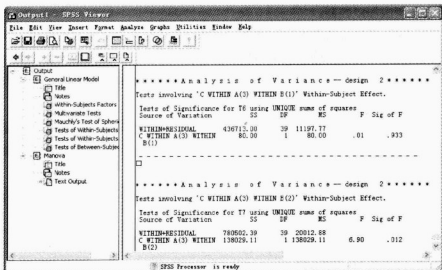 Output1 - SPSS Viewer
File Edit View Insert Format Analyze Graphs Utilities Window Help
Output
General Linear Model
Title
Notes
Within-Subjects Factors
Multivariate Tests
Mauchly's Test of Spheri
Tests of Within-Subjects
Tests of Within-Subjects
Tests of Between-Subjec
Manova
Title
Notes
Text Output
* * * * * * A n a l y s i s   o f   V a r i a n c e -- design   2 * * * * * *
Tests involving 'C WITHIN A(3) WITHIN B(1)' Within-Subject Effect.
Tests of Significance for T6 using UNIQUE sums of squares
Source of Variation SS DF MS F Sig of F
WITHIN+RESIDUAL 436713.00 39 11197.77
C WITHIN A(3) WITHIN 80.00 1 80.00 .01 .933
B(1)
* * * * * * A n a l y s i s   o f   V a r i a n c e -- design   2 * * * * * *
Tests involving 'C WITHIN A(3) WITHIN B(2)' Within-Subject Effect.
Tests of Significance for T7 using UNIQUE sums of squares
Source of Variation SS DF MS F Sig of F
WITHIN+RESIDUAL 780502.39 39 20012.88
C WITHIN A(3) WITHIN 138029.11 1 138029.11 6.90 .012
B(2)
SPSS Processor is ready